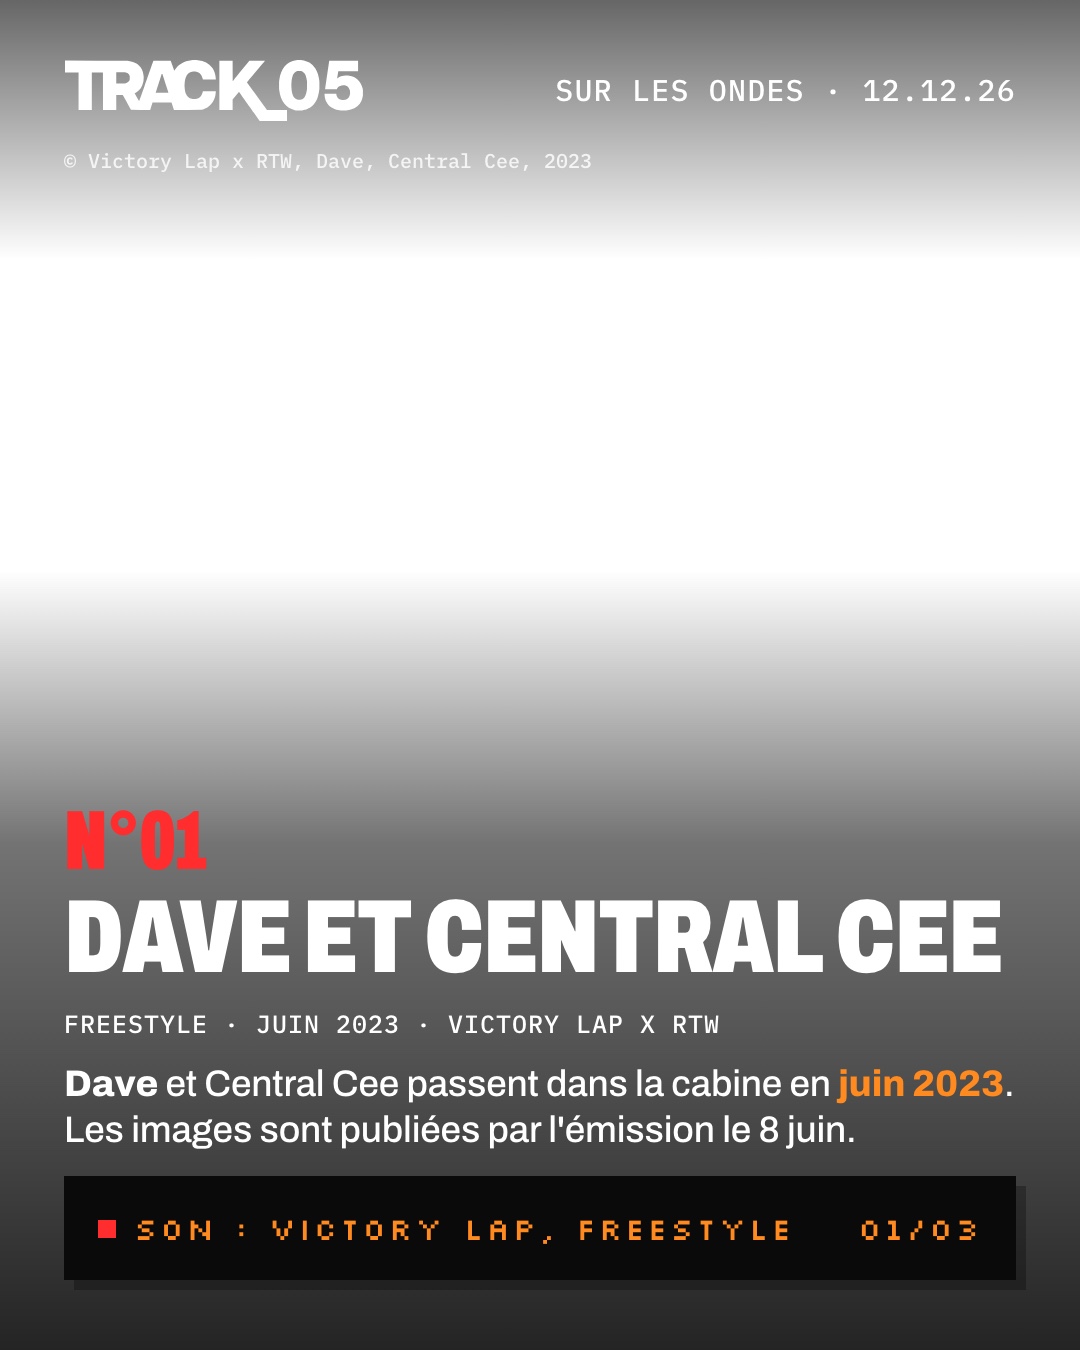 TRACK_05
SUR LES ONDES · 12.12.26
© Victory Lap x RTW, Dave, Central Cee, 2023
N°01
DAVE ET CENTRAL CEE
FREESTYLE · JUIN 2023 · VICTORY LAP X RTW
Dave et Central Cee passent dans la cabine en juin 2023.
Les images sont publiées par l'émission le 8 juin.
SON : VICTORY LAP, FREESTYLE 01/03